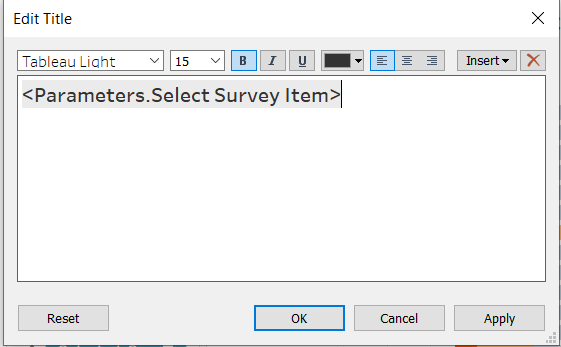 Edit Title
Tableau Light 15 B I U Insert
<Parameters.Select Survey Item>
Reset OK Cancel Apply